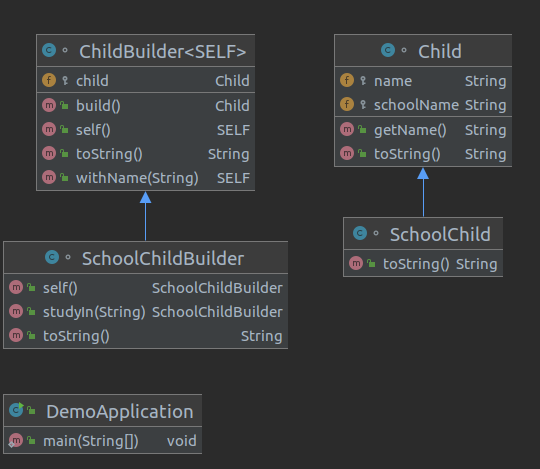 ChildBuilder<SELF>
child Child
build() Child
self() SELF
toString() String
withName(String) SELF
Child
name String
schoolName String
getName() String
toString() String
SchoolChildBuilder
self() SchoolChildBuilder
studyIn(String) SchoolChildBuilder
toString() String
SchoolChild
toString() String
DemoApplication
main(String[]) void